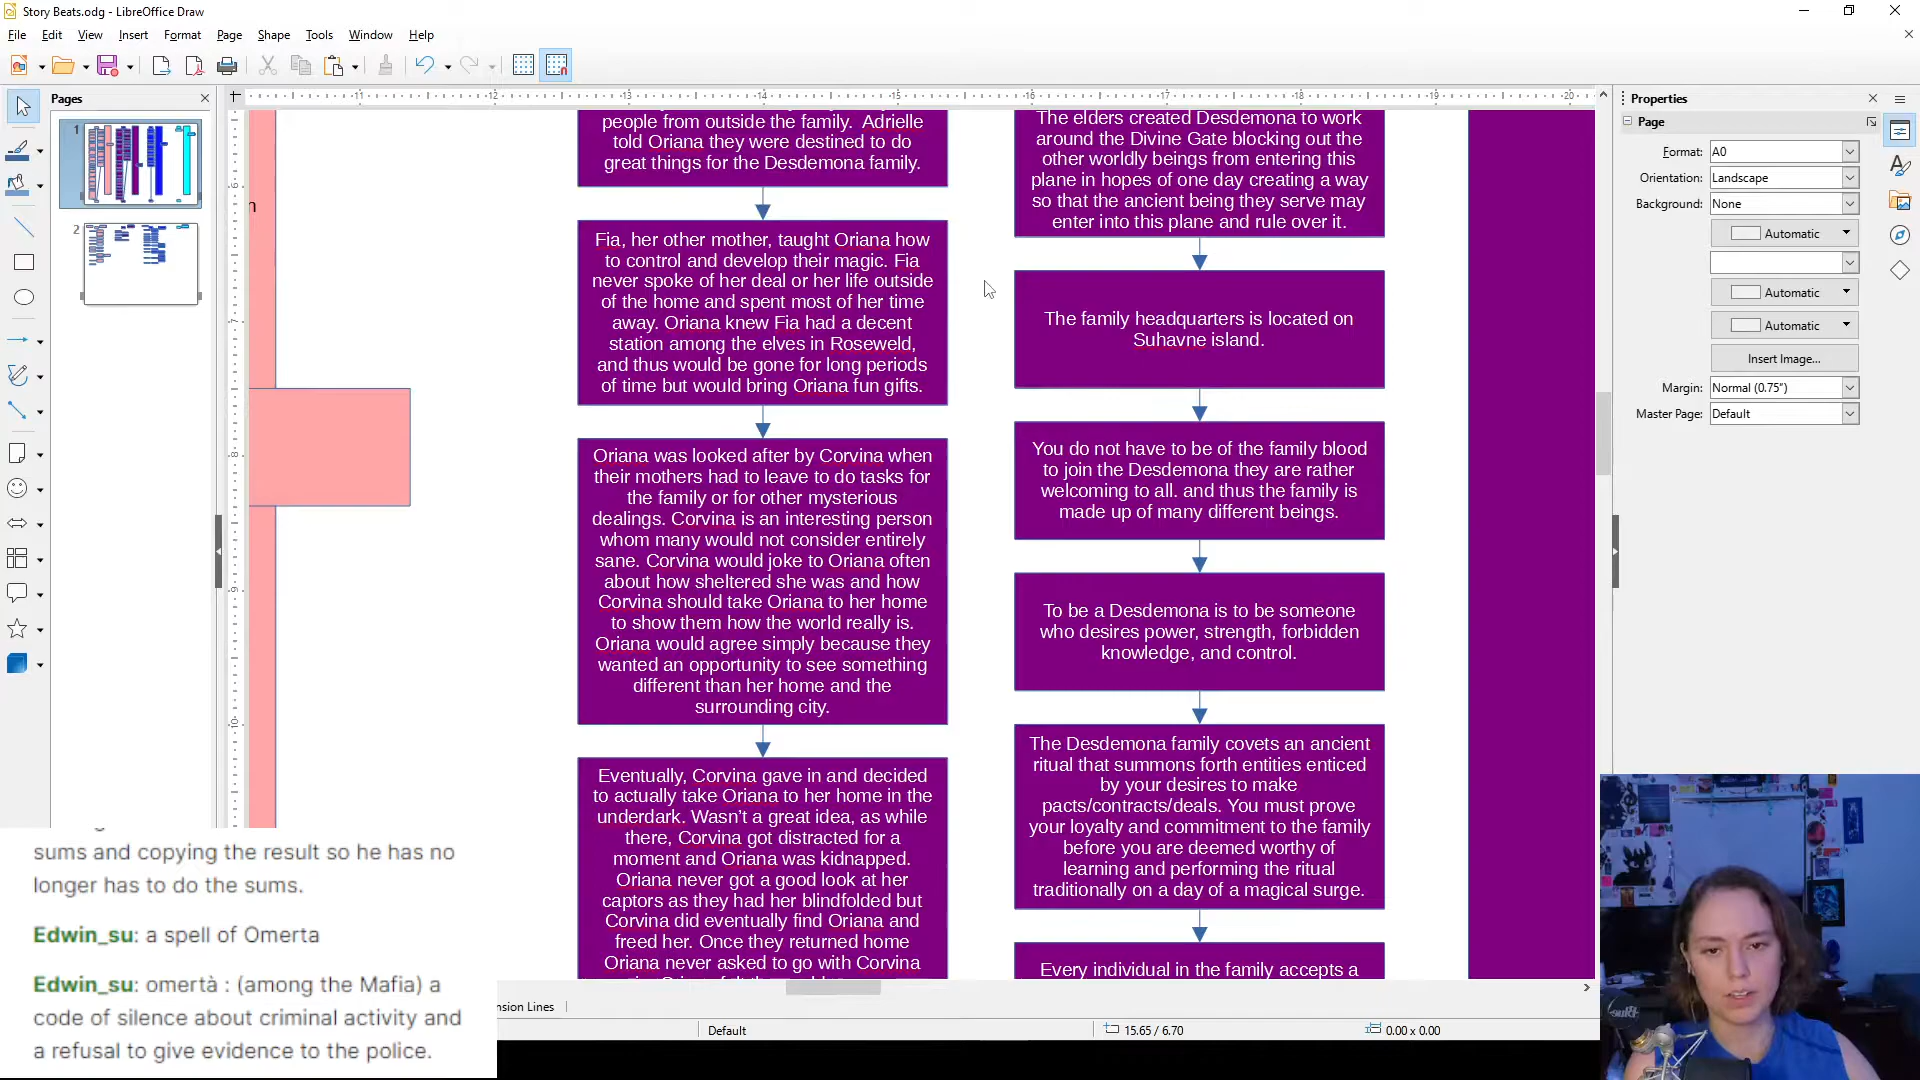 Story Beats.odg - LibreOffice Draw
File Edit View Insert Format Page Shape Tools Window Help
Pages
1
2
-11 -12 -13 -14 -15 -16 -17 -18 -19 -20
people from outside the family. Adrielle
told Oriana they were destined to do
great things for the Desdemona family.
Fia, her other mother, taught Oriana how
to control and develop their magic. Fia
never spoke of her deal or her life outside
of the home and spent most of her time
away. Oriana knew Fia had a decent
station among the elves in Roseweld,
and thus would be gone for long periods
of time but would bring Oriana fun gifts.
Oriana was looked after by Corvina when
their mothers had to leave to do tasks for
the family or for other mysterious
dealings. Corvina is an interesting person
whom many would not consider entirely
sane. Corvina would joke to Oriana often
about how sheltered she was and how
Corvina should take Oriana to her home
to show them how the world really is.
Oriana would agree simply because they
wanted an opportunity to see something
different than her home and the
surrounding city.
Eventually, Corvina gave in and decided
to actually take Oriana to her home in the
underdark. Wasn't a great idea, as while
there, Corvina got distracted for a
moment and Oriana was kidnapped.
Oriana never got a good look at her
captors as they had her blindfolded but
Corvina did eventually find Oriana and
freed her. Once they returned home
Oriana never asked to go with Corvina
The elders created Desdemona to work
around the Divine Gate blocking out the
other worldly beings from entering this
plane in hopes of one day creating a way
so that the ancient being they serve may
enter into this plane and rule over it.
The family headquarters is located on
Suhavne island.
You do not have to be of the family blood
to join the Desdemona they are rather
welcoming to all. and thus the family is
made up of many different beings.
To be a Desdemona is to be someone
who desires power, strength, forbidden
knowledge, and control.
The Desdemona family covets an ancient
ritual that summons forth entities enticed
by your desires to make
pacts/contracts/deals. You must prove
your loyalty and commitment to the family
before you are deemed worthy of
learning and performing the ritual
traditionally on a day of a magical surge.
Every individual in the family accepts a
n
Properties
Page
Format: A0
Orientation: Landscape
Background: None
Automatic
Automatic
Automatic
Insert Image...
Margin: Normal (0.75")
Master Page: Default
sums and copying the result so he has no
longer has to do the sums.
Edwin_su: a spell of Omerta
Edwin_su: omertà : (among the Mafia) a
code of silence about criminal activity and
a refusal to give evidence to the police.
nsion Lines
Default
15.65 / 6.70
0.00 x 0.00